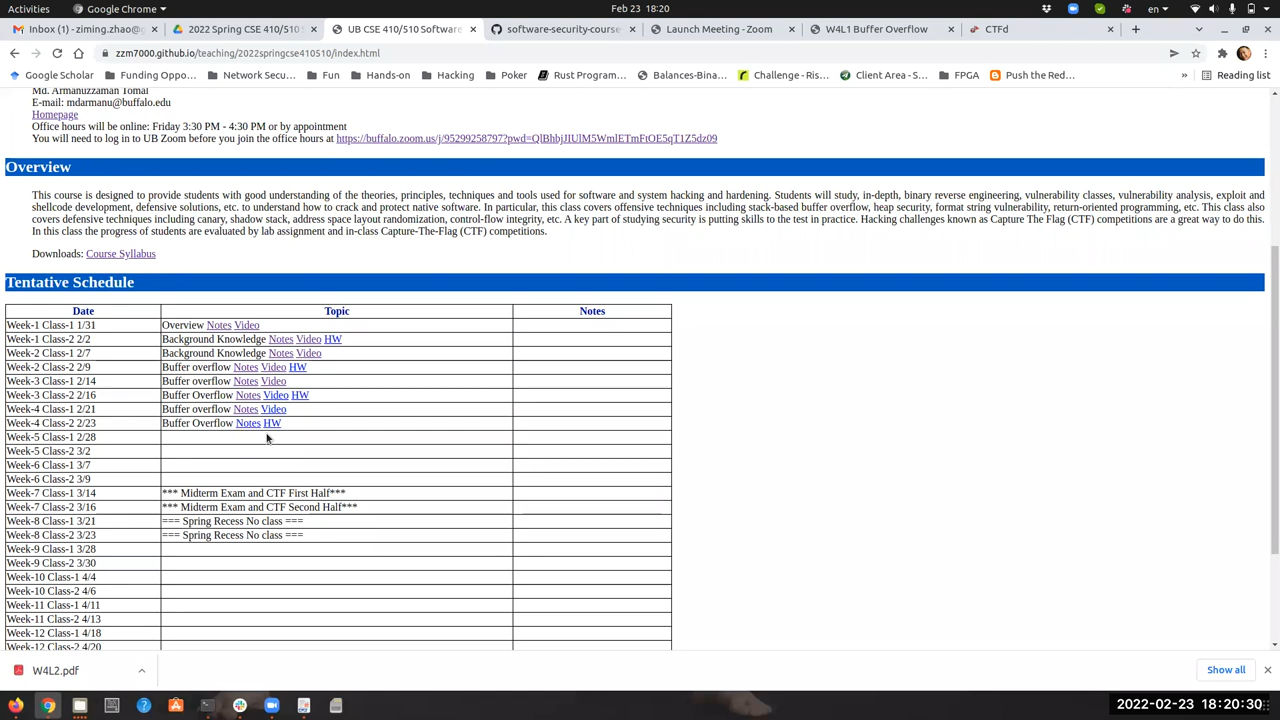 Activities Google Chrome Feb 23 18:20 en
Inbox (1) - ziming.zhao@g 2022 Spring CSE 410/510 UB CSE 410/510 Software software-security-course Launch Meeting - Zoom W4L1 Buffer Overflow CTFd
zzm7000.github.io/teaching/2022springcse410510/index.html
Google Scholar Funding Oppo... Network Secu... Fun Hands-on Hacking Poker Rust Program... Balances-Bina... Challenge - Ris... Client Area - S... FPGA Push the Red... » Reading list
Md. Armanuzzaman Tomal
E-mail: mdarmanu@buffalo.edu
Homepage
Office hours will be online: Friday 3:30 PM - 4:30 PM or by appointment
You will need to log in to UB Zoom before you join the office hours at https://buffalo.zoom.us/j/95299258797?pwd=QlBhbjJIUlM5WmlETmFtOE5qT1Z5dz09
Overview
This course is designed to provide students with good understanding of the theories, principles, techniques and tools used for software and system hacking and hardening. Students will study, in-depth, binary reverse engineering, vulnerability classes, vulnerability analysis, exploit and
shellcode development, defensive solutions, etc. to understand how to crack and protect native software. In particular, this class covers offensive techniques including stack-based buffer overflow, heap security, format string vulnerability, return-oriented programming, etc. This class also
covers defensive techniques including canary, shadow stack, address space layout randomization, control-flow integrity, etc. A key part of studying security is putting skills to the test in practice. Hacking challenges known as Capture The Flag (CTF) competitions are a great way to do this.
In this class the progress of students are evaluated by lab assignment and in-class Capture-The-Flag (CTF) competitions.
Downloads: Course Syllabus
Tentative Schedule
Date Topic Notes
Week-1 Class-1 1/31 Overview Notes Video
Week-1 Class-2 2/2 Background Knowledge Notes Video HW
Week-2 Class-1 2/7 Background Knowledge Notes Video
Week-2 Class-2 2/9 Buffer overflow Notes Video HW
Week-3 Class-1 2/14 Buffer overflow Notes Video
Week-3 Class-2 2/16 Buffer Overflow Notes Video HW
Week-4 Class-1 2/21 Buffer overflow Notes Video
Week-4 Class-2 2/23 Buffer Overflow Notes HW
Week-5 Class-1 2/28
Week-5 Class-2 3/2
Week-6 Class-1 3/7
Week-6 Class-2 3/9
Week-7 Class-1 3/14 *** Midterm Exam and CTF First Half***
Week-7 Class-2 3/16 *** Midterm Exam and CTF Second Half***
Week-8 Class-1 3/21 === Spring Recess No class ===
Week-8 Class-2 3/23 === Spring Recess No class ===
Week-9 Class-1 3/28
Week-9 Class-2 3/30
Week-10 Class-1 4/4
Week-10 Class-2 4/6
Week-11 Class-1 4/11
Week-11 Class-2 4/13
Week-12 Class-1 4/18
Week-12 Class-2 4/20
W4L2.pdf Show all
2022-02-23 18:20:30